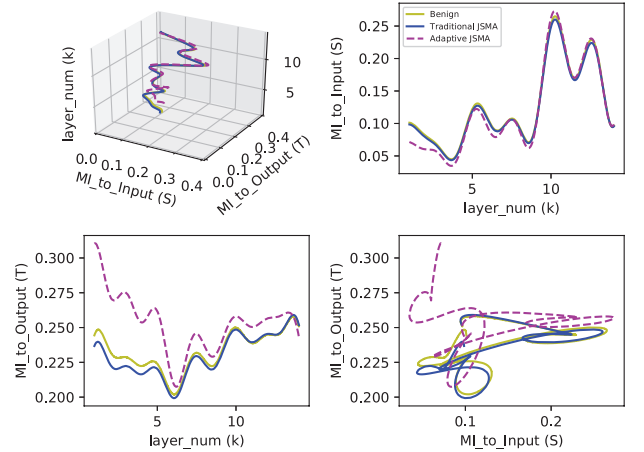 layer_num (k)
10
5
0.0
0.1
0.2
0.3
0.4
MI_to_Input (S)
0.0
0.1
0.2
0.3
0.4
MI_to_Output (T)
Benign
Traditional JSMA
Adaptive JSMA
MI_to_Input (S)
0.25
0.20
0.15
0.10
0.05
5
10
layer_num (k)
MI_to_Output (T)
0.300
0.275
0.250
0.225
0.200
5
10
layer_num (k)
MI_to_Output (T)
0.300
0.275
0.250
0.225
0.200
0.1
0.2
MI_to_Input (S)